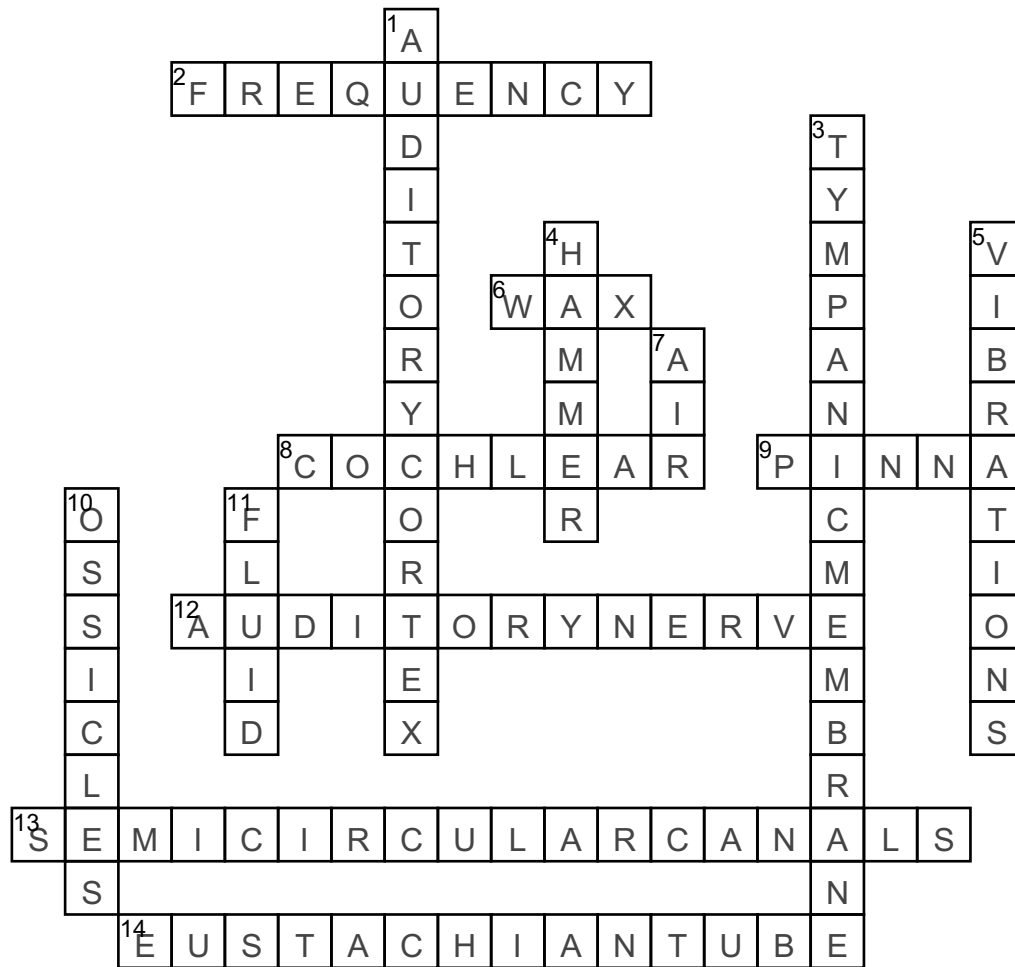 1 A
2 F R E Q U E N C Y
D 3 T
I Y
T 4 H M 5 V
O 6 W A X P I
R M 7 A A B
Y M I N R
8 C O C H L E A R 9 P I N N A
10 O 11 F O R C T
S L R M I
S 12 A U D I T O R Y N E R V E O
I I E M N
C D X B S
L R
13 S E M I C I R C U L A R C A N A L S
S N
14 E U S T A C H I A N T U B E